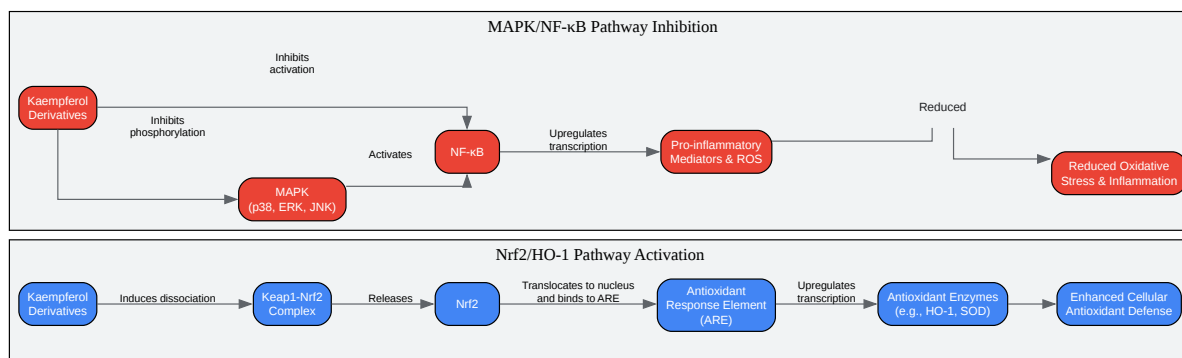 MAPK/NF-κB Pathway Inhibition
Inhibits
activation
Kaempferol
Derivatives
Inhibits
phosphorylation
Activates
NF-κB
MAPK
(p38, ERK, JNK)
Upregulates
transcription
Pro-inflammatory
Mediators & ROS
Reduced
Reduced Oxidative
Stress & Inflammation
Nrf2/HO-1 Pathway Activation
Kaempferol
Derivatives
Induces dissociation
Keap1-Nrf2
Complex
Releases
Nrf2
Translocates to nucleus
and binds to ARE
Antioxidant
Response Element
(ARE)
Upregulates
transcription
Antioxidant Enzymes
(e.g., HO-1, SOD)
Enhanced Cellular
Antioxidant Defense